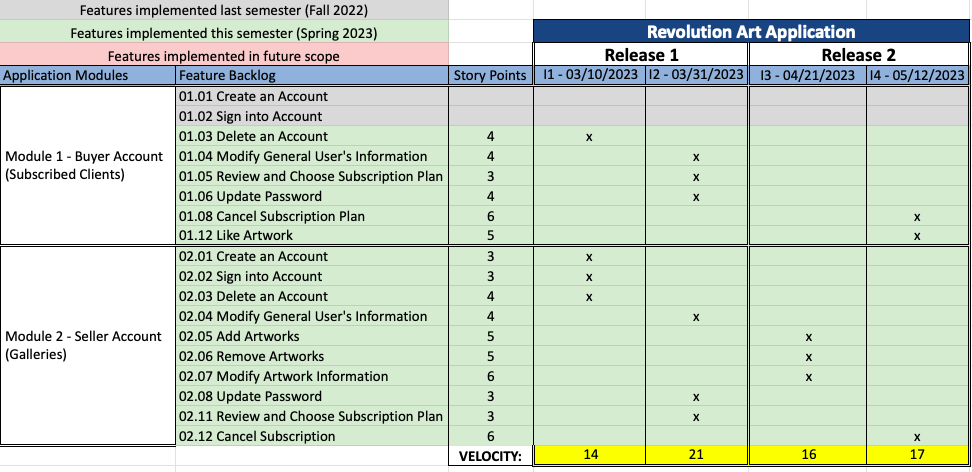 Features implemented last semester (Fall 2022)
Features implemented this semester (Spring 2023) Revolution Art Application
Features implemented in future scope Release 1 Release 2
Application Modules Feature Backlog Story Points I1 - 03/10/2023 I2 - 03/31/2023 I3 - 04/21/2023 I4 - 05/12/2023
01.01 Create an Account
01.02 Sign into Account
01.03 Delete an Account 4 x
Module 1 - Buyer Account 01.04 Modify General User's Information 4 x
(Subscribed Clients) 01.05 Review and Choose Subscription Plan 3 x
01.06 Update Password 4 x
01.08 Cancel Subscription Plan 6 x
01.12 Like Artwork 5 x
02.01 Create an Account 3 x
02.02 Sign into Account 3 x
02.03 Delete an Account 4 x
02.04 Modify General User's Information 4 x
Module 2 - Seller Account 02.05 Add Artworks 5 x
(Galleries) 02.06 Remove Artworks 5 x
02.07 Modify Artwork Information 6 x
02.08 Update Password 3 x
02.11 Review and Choose Subscription Plan 3 x
02.12 Cancel Subscription 6 x
VELOCITY: 14 21 16 17